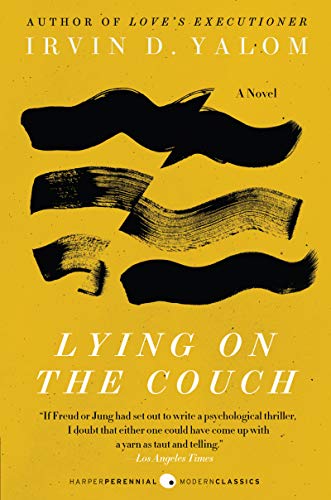 AUTHOR OF LOVE'S EXECUTIONER
IRVIN D. YALOM
A Novel
LYING ON
THE COUCH
"If Freud or Jung had set out to write a psychological thriller,
I doubt that either one could have come up with
a yarn as taut and telling."
—Los Angeles Times
HARPERPERENNIAL MODERNCLASSICS